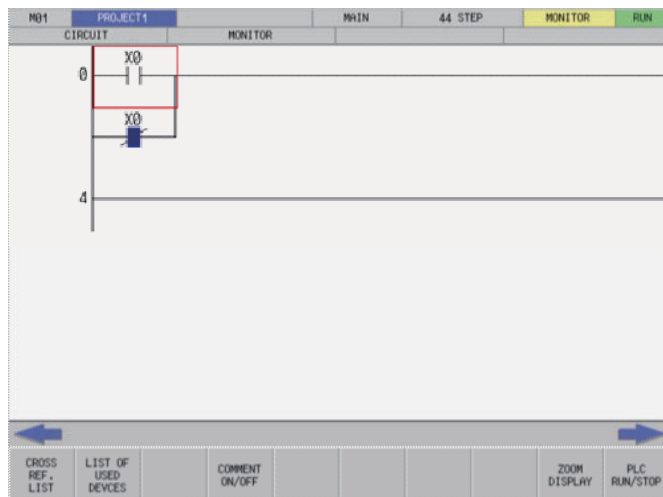 M01 PROJECT1 MAIN 44 STEP MONITOR RUN
CIRCUIT MONITOR
X0
0
X0
4
CROSS REF. LIST
LIST OF USED DEVCES
COMMENT ON/OFF
ZOOM DISPLAY
PLC RUN/STOP